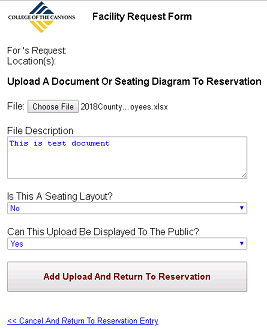 COLLEGE OF THE CANYONS
Facility Request Form
For 's Request:
Location(s):
Upload A Document Or Seating Diagram To Reservation
File: Choose File 2018County...oyees.xlsx
File Description
This is test document
Is This A Seating Layout?
No
Can This Upload Be Displayed To The Public?
Yes
Add Upload And Return To Reservation
<< Cancel And Return To Reservation Entry